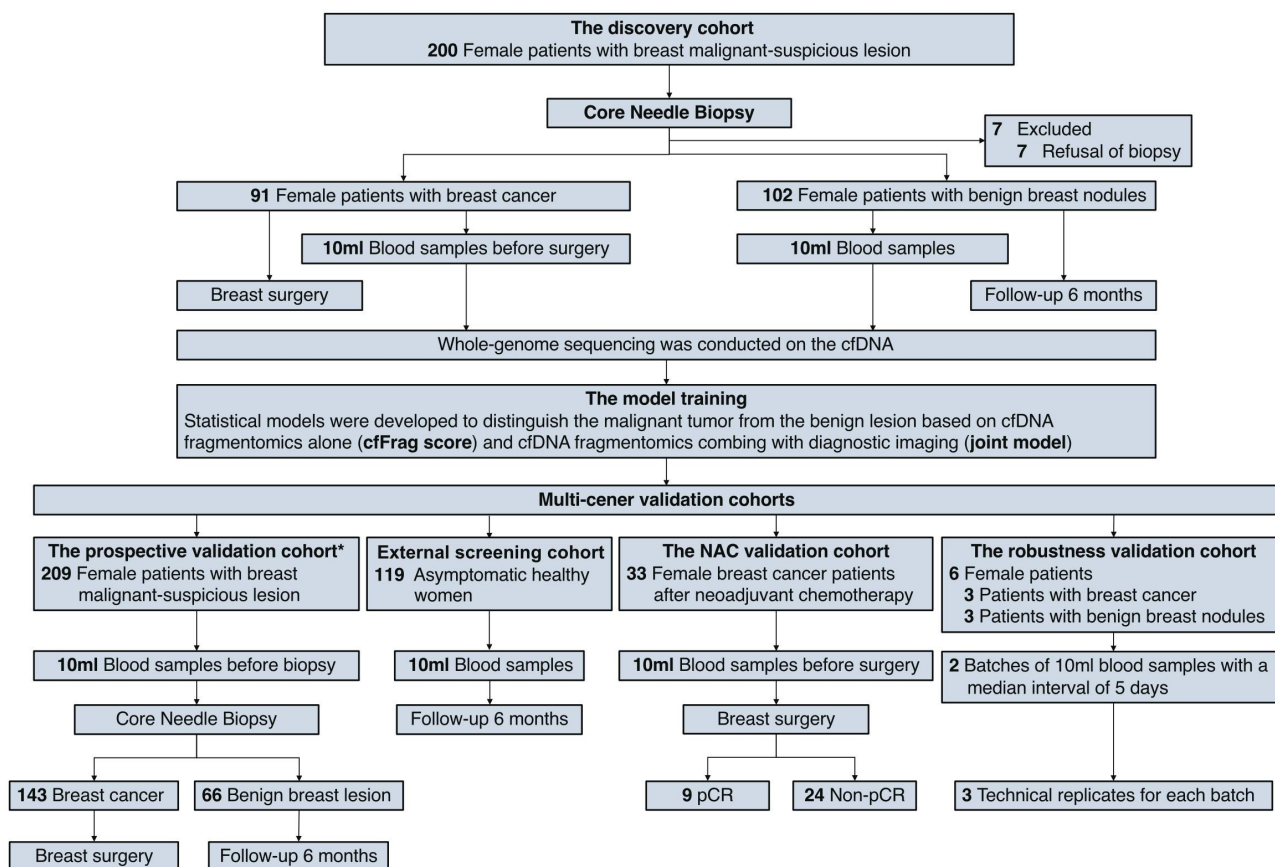 The discovery cohort
200 Female patients with breast malignant-suspicious lesion
Core Needle Biopsy
7 Excluded
7 Refusal of biopsy
91 Female patients with breast cancer
102 Female patients with benign breast nodules
10ml Blood samples before surgery
10ml Blood samples
Breast surgery
Follow-up 6 months
Whole-genome sequencing was conducted on the cfDNA
The model training
Statistical models were developed to distinguish the malignant tumor from the benign lesion based on cfDNA
fragmentomics alone (cfFrag score) and cfDNA fragmentomics combing with diagnostic imaging (joint model)
Multi-cener validation cohorts
The prospective validation cohort*
209 Female patients with breast
malignant-suspicious lesion
External screening cohort
119 Asymptomatic healthy
women
The NAC validation cohort
33 Female breast cancer patients
after neoadjuvant chemotherapy
The robustness validation cohort
6 Female patients
3 Patients with breast cancer
3 Patients with benign breast nodules
10ml Blood samples before biopsy
10ml Blood samples
10ml Blood samples before surgery
2 Batches of 10ml blood samples with a
median interval of 5 days
Core Needle Biopsy
Follow-up 6 months
Breast surgery
143 Breast cancer
66 Benign breast lesion
9 pCR
24 Non-pCR
3 Technical replicates for each batch
Breast surgery
Follow-up 6 months